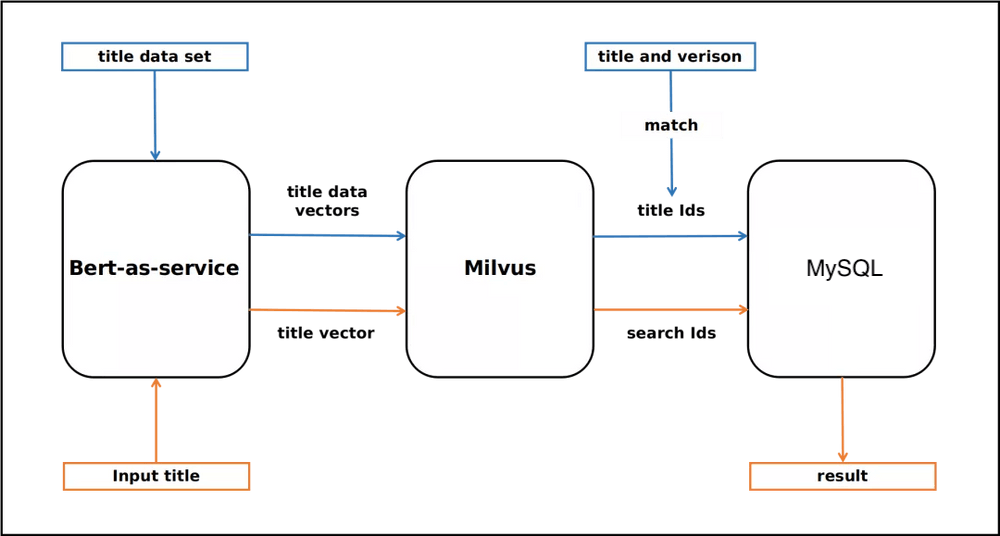 title data set
title and verison
match
title data
vectors
title Ids
Bert-as-service
Milvus
MySQL
title vector
search Ids
Input title
result